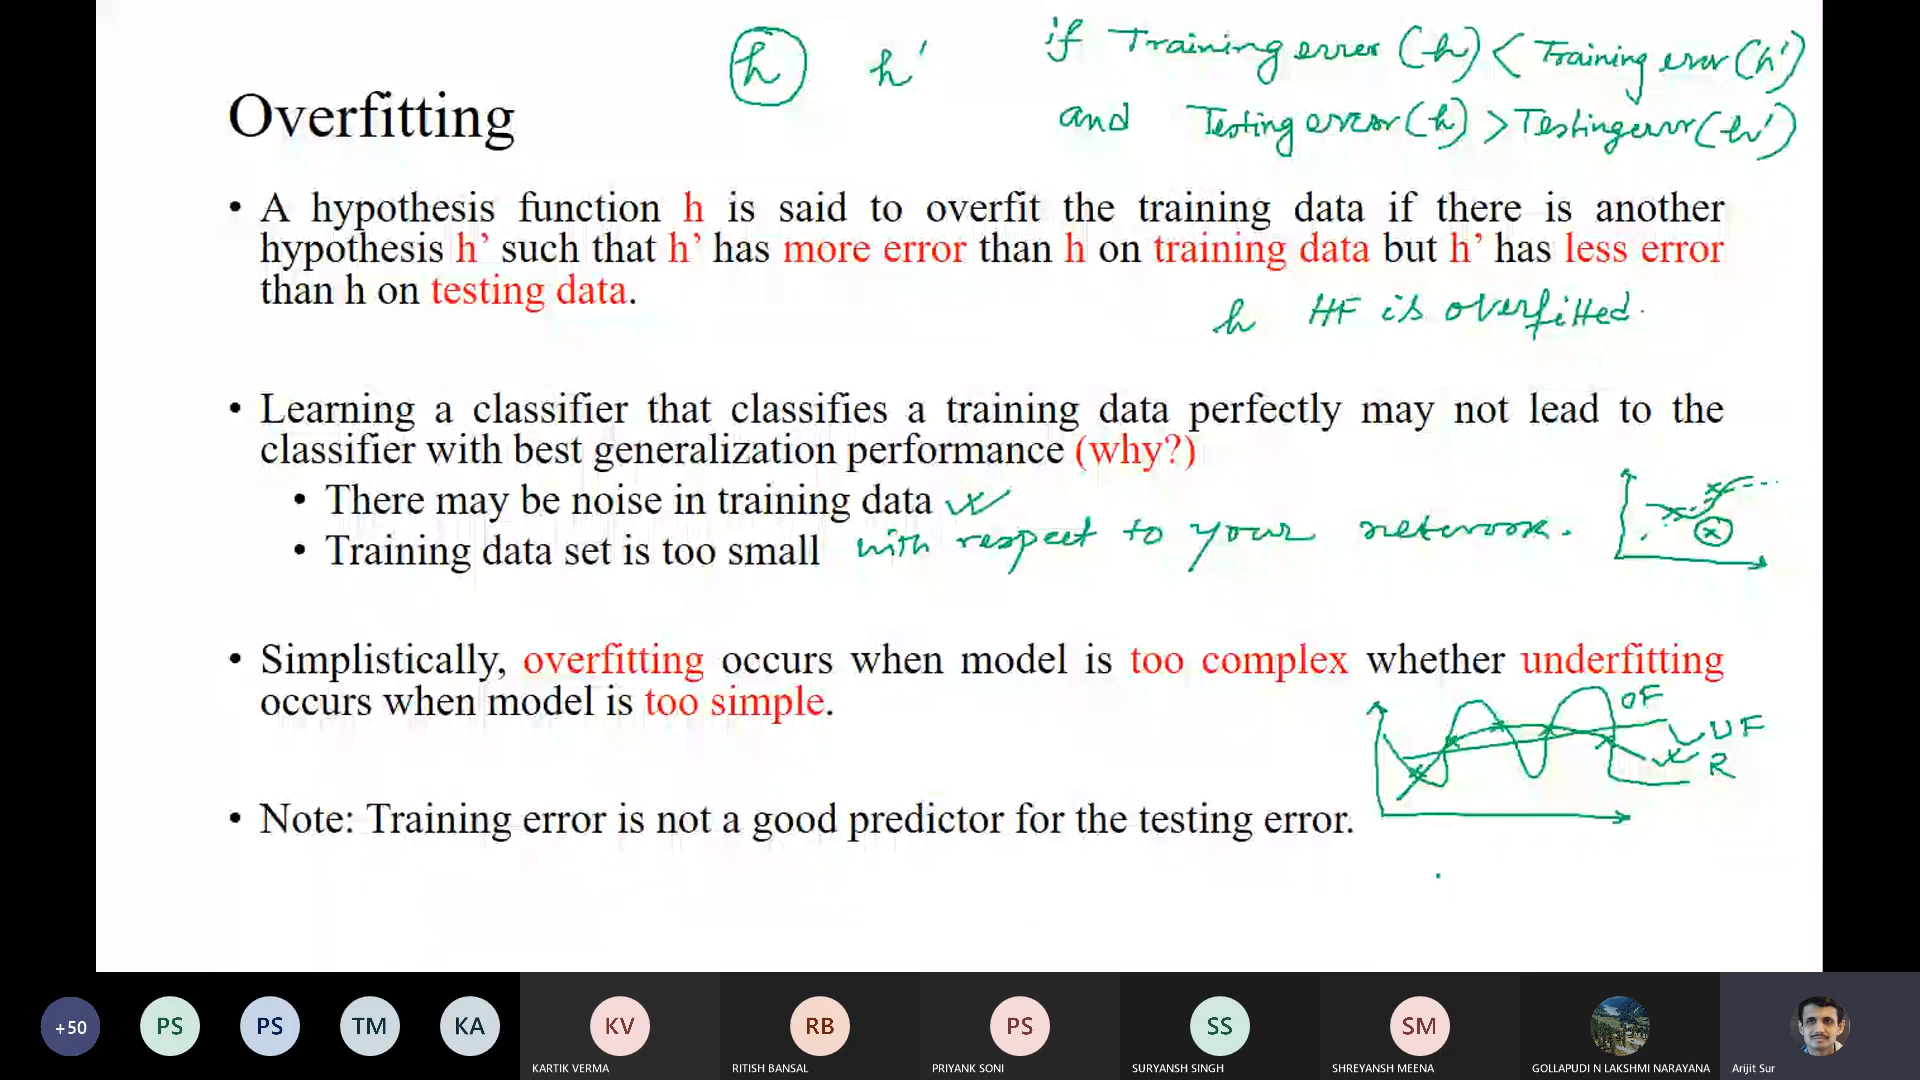 h h' if Training error (h) < Training error (h')
Overfitting
and Testing error (h) > Testing error (h')
• A hypothesis function h is said to overfit the training data if there is another
hypothesis h’ such that h’ has more error than h on training data but h’ has less error
than h on testing data.
h HF is overfitted.
• Learning a classifier that classifies a training data perfectly may not lead to the
classifier with best generalization performance (why?)
• There may be noise in training data
• Training data set is too small with respect to your network.
• Simplistically, overfitting occurs when model is too complex whether underfitting
occurs when model is too simple.
OF
UF
R
• Note: Training error is not a good predictor for the testing error.
+50 PS PS TM KA KV RB PS SS SM
KARTIK VERMA RITISH BANSAL PRIYANK SONI SURYANSH SINGH SHREYANSH MEENA GOLLAPUDI N LAKSHMI NARAYANA Arijit Sur